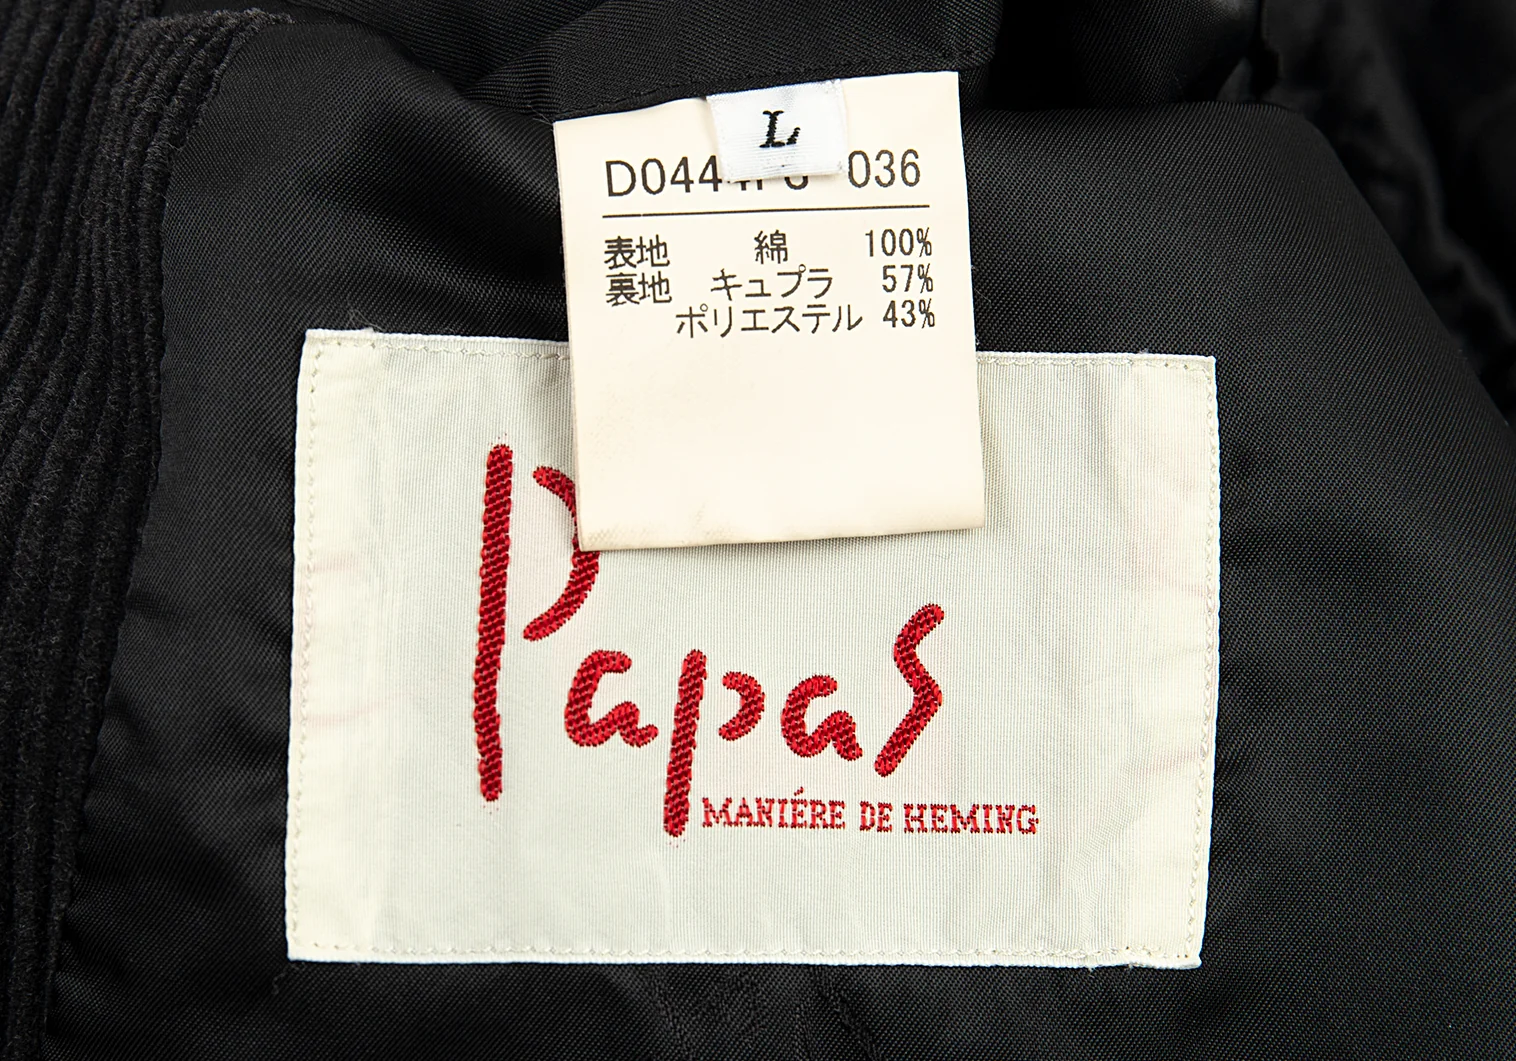 L
036
表地 綿 100%
裏地 キュプラ 57%
ポリエステル 43%
Papas
MANIÉRE DE HEMING